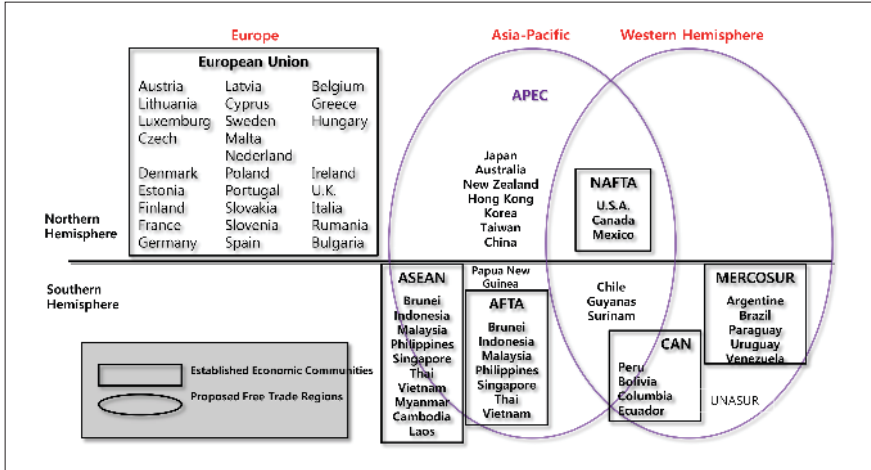 Europe
Asia-Pacific
Western Hemisphere
European Union
Austria Latvia Belgium
Lithuania Cyprus Greece
Luxemburg Sweden Hungary
Czech Malta
Nederland
Denmark Poland Ireland
Estonia Portugal U.K.
Finland Slovakia Italia
France Slovenia Rumania
Germany Spain Bulgaria
APEC
Japan
Australia
New Zealand
Hong Kong
Korea
Taiwan
China
NAFTA
U.S.A.
Canada
Mexico
Northern
Hemisphere
Southern
Hemisphere
ASEAN
Brunei
Indonesia
Malaysia
Philippines
Singapore
Thai
Vietnam
Myanmar
Cambodia
Laos
Papua New
Guinea
AFTA
Brunei
Indonesia
Malaysia
Philippines
Singapore
Thai
Vietnam
Chile
Guyanas
Surinam
CAN
Peru
Bolivia
Columbia
Ecuador
MERCOSUR
Argentine
Brazil
Paraguay
Uruguay
Venezuela
UNASUR
Established Economic Communities
Proposed Free Trade Regions